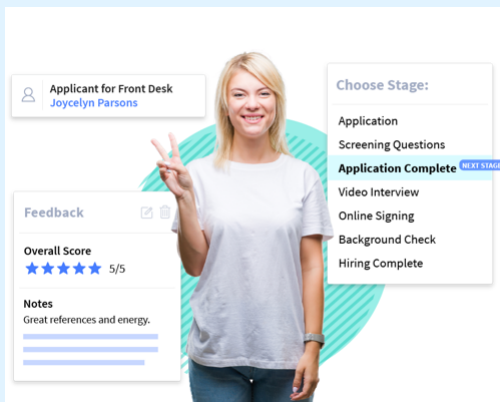 Applicant for Front Desk
Joycelyn Parsons
Choose Stage:
Application
Screening Questions
Application Complete
NEXT STAGE
Video Interview
Online Signing
Background Check
Hiring Complete
Feedback
Overall Score
5/5
Notes
Great references and energy.